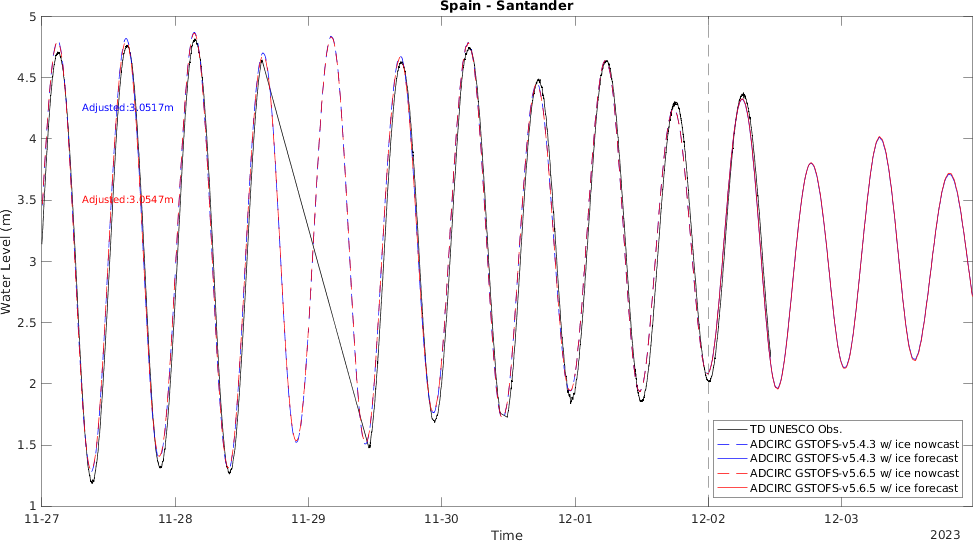 Spain - Santander
5
4.5
4
3.5
3
2.5
2
1.5
1
Water Level (m)
Adjusted:3.0517m
Adjusted:3.0547m
TD UNESCO Obs.
ADCIRC GSTOFS-v5.4.3 w/ ice nowcast
ADCIRC GSTOFS-v5.4.3 w/ ice forecast
ADCIRC GSTOFS-v5.6.5 w/ ice nowcast
ADCIRC GSTOFS-v5.6.5 w/ ice forecast
11-27 11-28 11-29 11-30 12-01 12-02 12-03
Time
2023